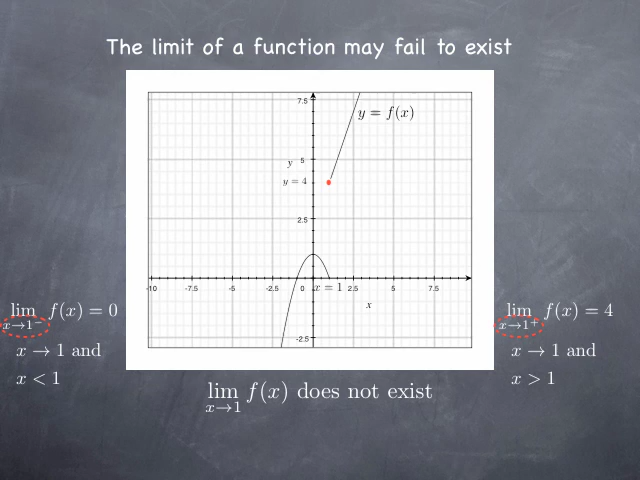 The limit of a function may fail to exist
7.5
y = f(x)
y 5
y = 4
2.5
-10 -7.5 -5 -2.5 0 x = 1 2.5 5 7.5
x
-2.5
lim f(x) = 0
x→1⁻
x → 1 and
x < 1
lim f(x) = 4
x→1⁺
x → 1 and
x > 1
lim f(x) does not exist
x→1